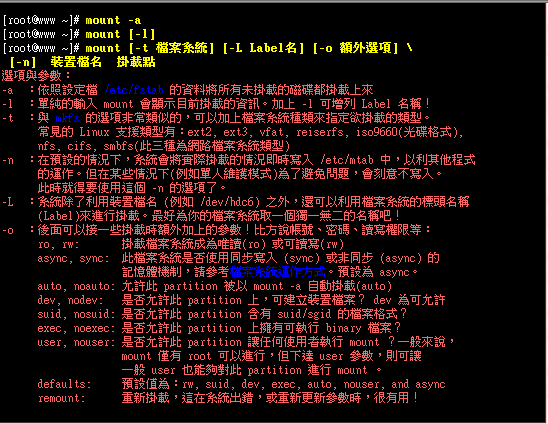 [root@www ~]# mount -a
[root@www ~]# mount [-l]
[root@www ~]# mount [-t 檔案系統] [-L Label名] [-o 額外選項] \
[-n] 裝置檔名 掛載點
選項與參數：
-a ：依照設定檔 /etc/fstab 的資料將所有未掛載的磁碟都掛載上來
-l ：單純的輸入 mount 會顯示目前掛載的資訊。加上 -l 可增列 Label 名稱！
-t ：與 mkfs 的選項非常類似的，可以加上檔案系統種類來指定欲掛載的類型。
常見的 Linux 支援類型有：ext2, ext3, vfat, reiserfs, iso9660(光碟格式),
nfs, cifs, smbfs(此三種為網路檔案系統類型)
-n ：在預設的情況下，系統會將實際掛載的情況即時寫入 /etc/mtab 中，以利其他程式
的運作。但在某些情況下(例如單人維護模式)為了避免問題，會刻意不寫入。
此時就得要使用這個 -n 的選項了。
-L ：系統除了利用裝置檔名 (例如 /dev/hdc6) 之外，還可以利用檔案系統的標頭名稱
(Label)來進行掛載。最好為你的檔案系統取一個獨一無二的名稱吧！
-o ：後面可以接一些掛載時額外加上的參數！比方說帳號、密碼、讀寫權限等：
ro, rw: 掛載檔案系統成為唯讀(ro) 或可讀寫(rw)
async, sync: 此檔案系統是否使用同步寫入 (sync) 或非同步 (async) 的
記憶體機制，請參考檔案系統運作方式。預設為 async。
auto, noauto: 允許此 partition 被以 mount -a 自動掛載(auto)
dev, nodev: 是否允許此 partition 上，可建立裝置檔案？ dev 為可允許
suid, nosuid: 是否允許此 partition 含有 suid/sgid 的檔案格式？
exec, noexec: 是否允許此 partition 上擁有可執行 binary 檔案？
user, nouser: 是否允許此 partition 讓任何使用者執行 mount ？一般來說，
mount 僅有 root 可以進行，但下達 user 參數，則可讓
一般 user 也能夠對此 partition 進行 mount 。
defaults: 預設值為：rw, suid, dev, exec, auto, nouser, and async
remount: 重新掛載，這在系統出錯，或重新更新參數時，很有用！